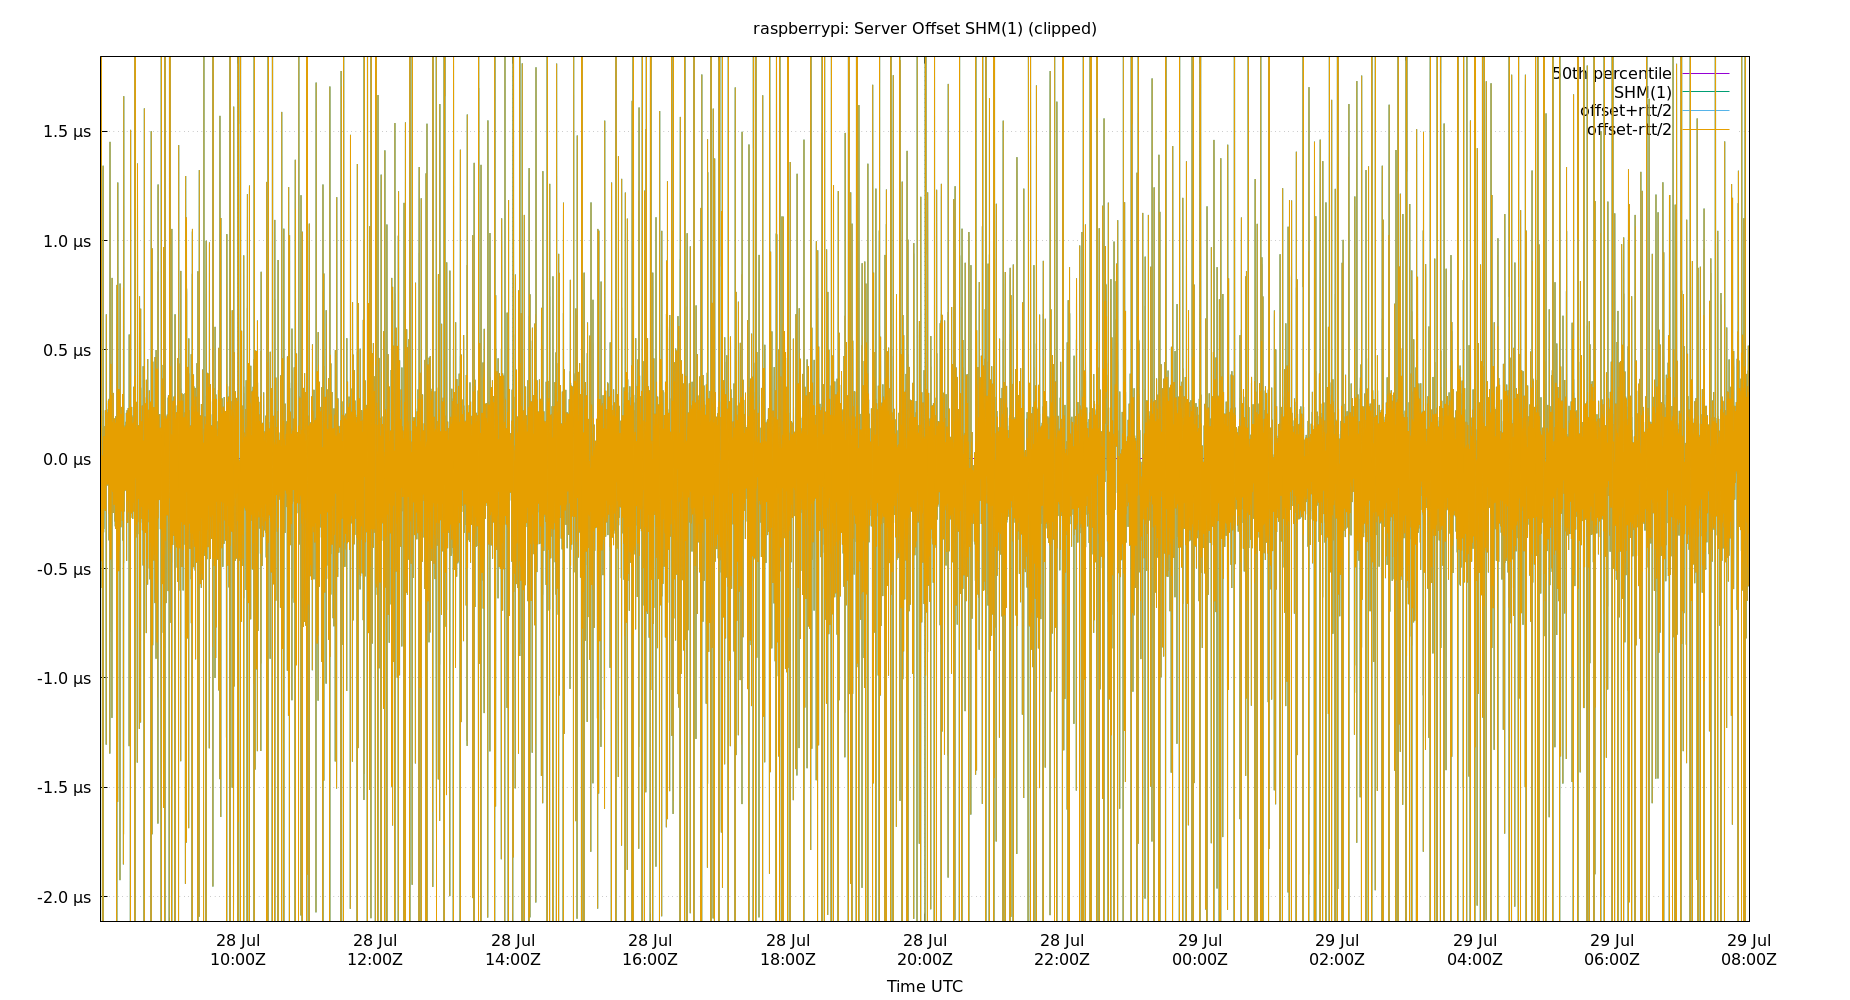 raspberrypi: Server Offset SHM(1) (clipped)
50th percentile
SHM(1)
offset+rtt/2
offset-rtt/2
1.5 µs
1.0 µs
0.5 µs
0.0 µs
-0.5 µs
-1.0 µs
-1.5 µs
-2.0 µs
28 Jul 28 Jul 28 Jul 28 Jul 28 Jul 28 Jul 28 Jul 29 Jul 29 Jul 29 Jul 29 Jul 29 Jul
10:00Z 12:00Z 14:00Z 16:00Z 18:00Z 20:00Z 22:00Z 00:00Z 02:00Z 04:00Z 06:00Z 08:00Z
Time UTC